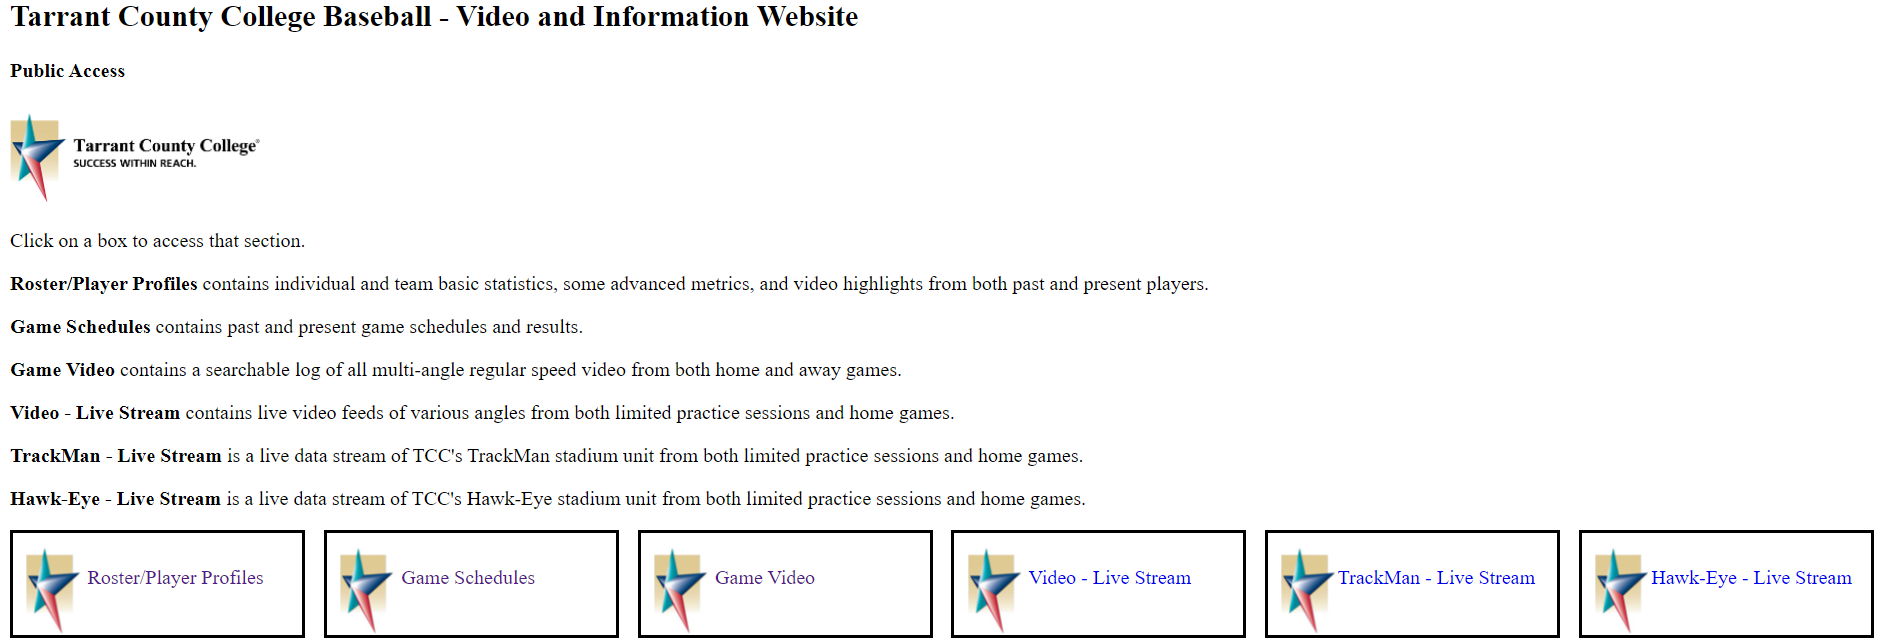 Tarrant County College Baseball - Video and Information Website
Public Access
Tarrant County College®
SUCCESS WITHIN REACH.
Click on a box to access that section.
Roster/Player Profiles contains individual and team basic statistics, some advanced metrics, and video highlights from both past and present players.
Game Schedules contains past and present game schedules and results.
Game Video contains a searchable log of all multi-angle regular speed video from both home and away games.
Video - Live Stream contains live video feeds of various angles from both limited practice sessions and home games.
TrackMan - Live Stream is a live data stream of TCC's TrackMan stadium unit from both limited practice sessions and home games.
Hawk-Eye - Live Stream is a live data stream of TCC's Hawk-Eye stadium unit from both limited practice sessions and home games.
Roster/Player Profiles
Game Schedules
Game Video
Video - Live Stream
TrackMan - Live Stream
Hawk-Eye - Live Stream